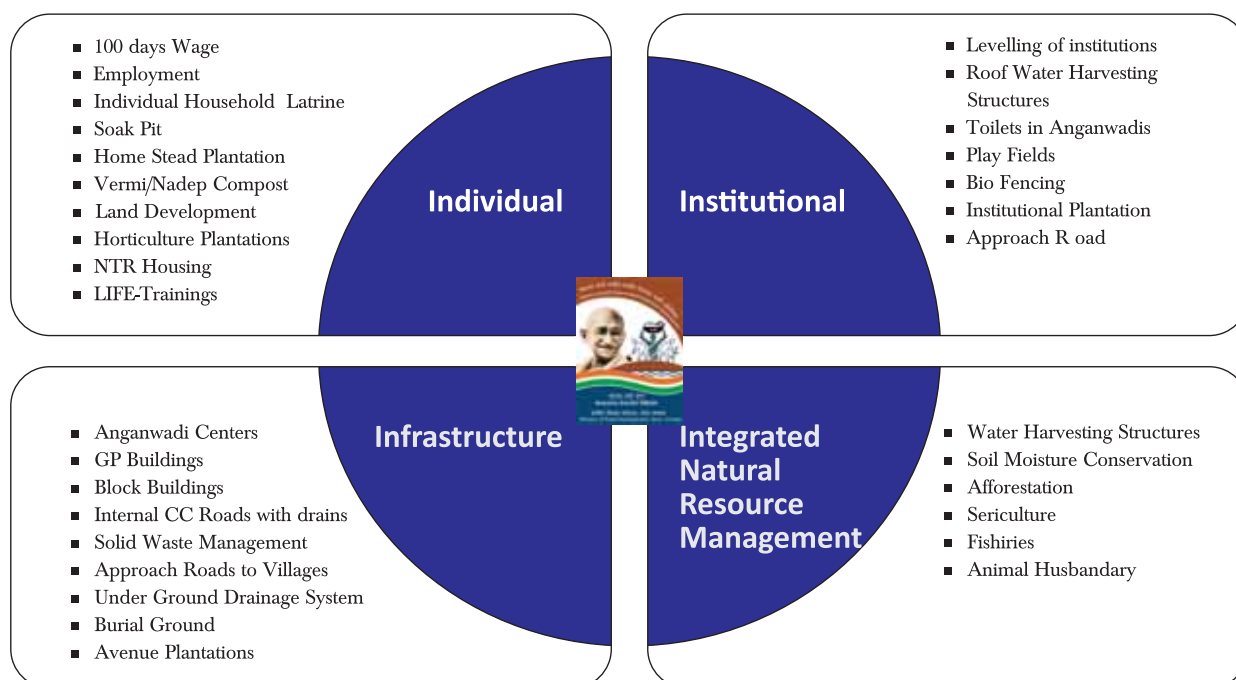 100 days Wage
Employment
Individual Household Latrine
Soak Pit
Home Stead Plantation
Vermi/Nadep Compost
Land Development
Horticulture Plantations
NTR Housing
LIFE-Trainings
Individual
Institutional
Levelling of institutions
Roof Water Harvesting
Structures
Toilets in Anganwadis
Play Fields
Bio Fencing
Institutional Plantation
Approach R oad
Anganwadi Centers
GP Buildings
Block Buildings
Internal CC Roads with drains
Solid Waste Management
Approach Roads to Villages
Under Ground Drainage System
Burial Ground
Avenue Plantations
Infrastructure
Integrated
Natural
Resource
Management
Water Harvesting Structures
Soil Moisture Conservation
Afforestation
Sericulture
Fishiries
Animal Husbandary